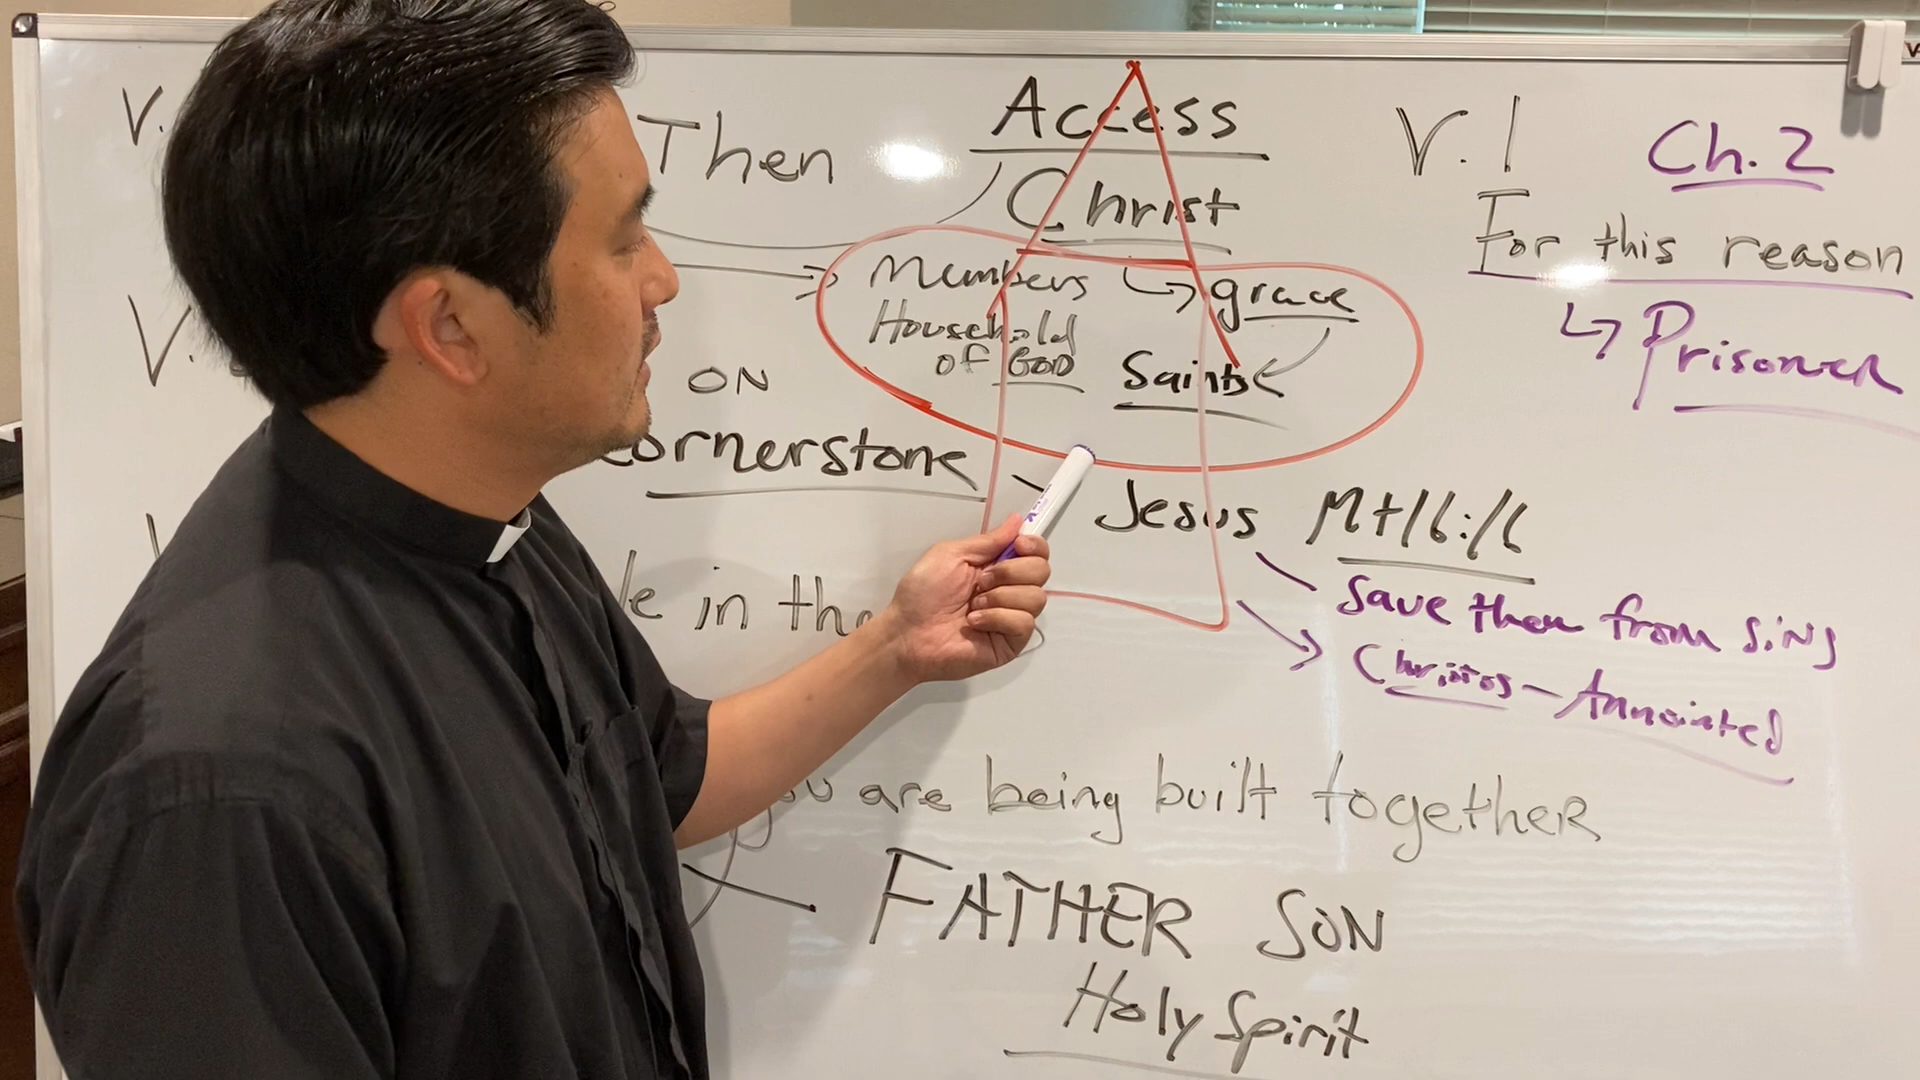 V.
Then
Access
Christ
V.
Members
grace
Household
of GOD
Saints
ON
ornerstone
Jesus
Mt 16:16
in the
are being built together
FATHER SON
Holy Spirit
V. 1
Ch. 2
For this reason
Prisoner
Save them from sins
Christos - Annointed